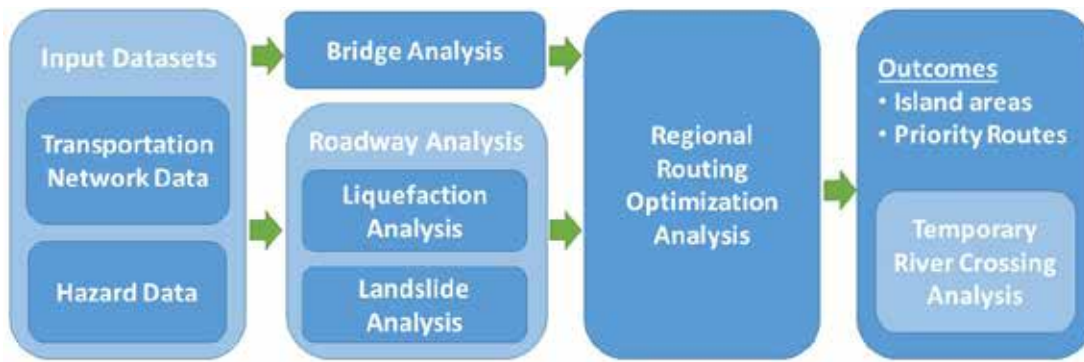 Input Datasets
Transportation
Network Data
Hazard Data
Bridge Analysis
Roadway Analysis
Liquefaction
Analysis
Landslide
Analysis
Regional
Routing
Optimization
Analysis
Outcomes
• Island areas
• Priority Routes
Temporary
River Crossing
Analysis